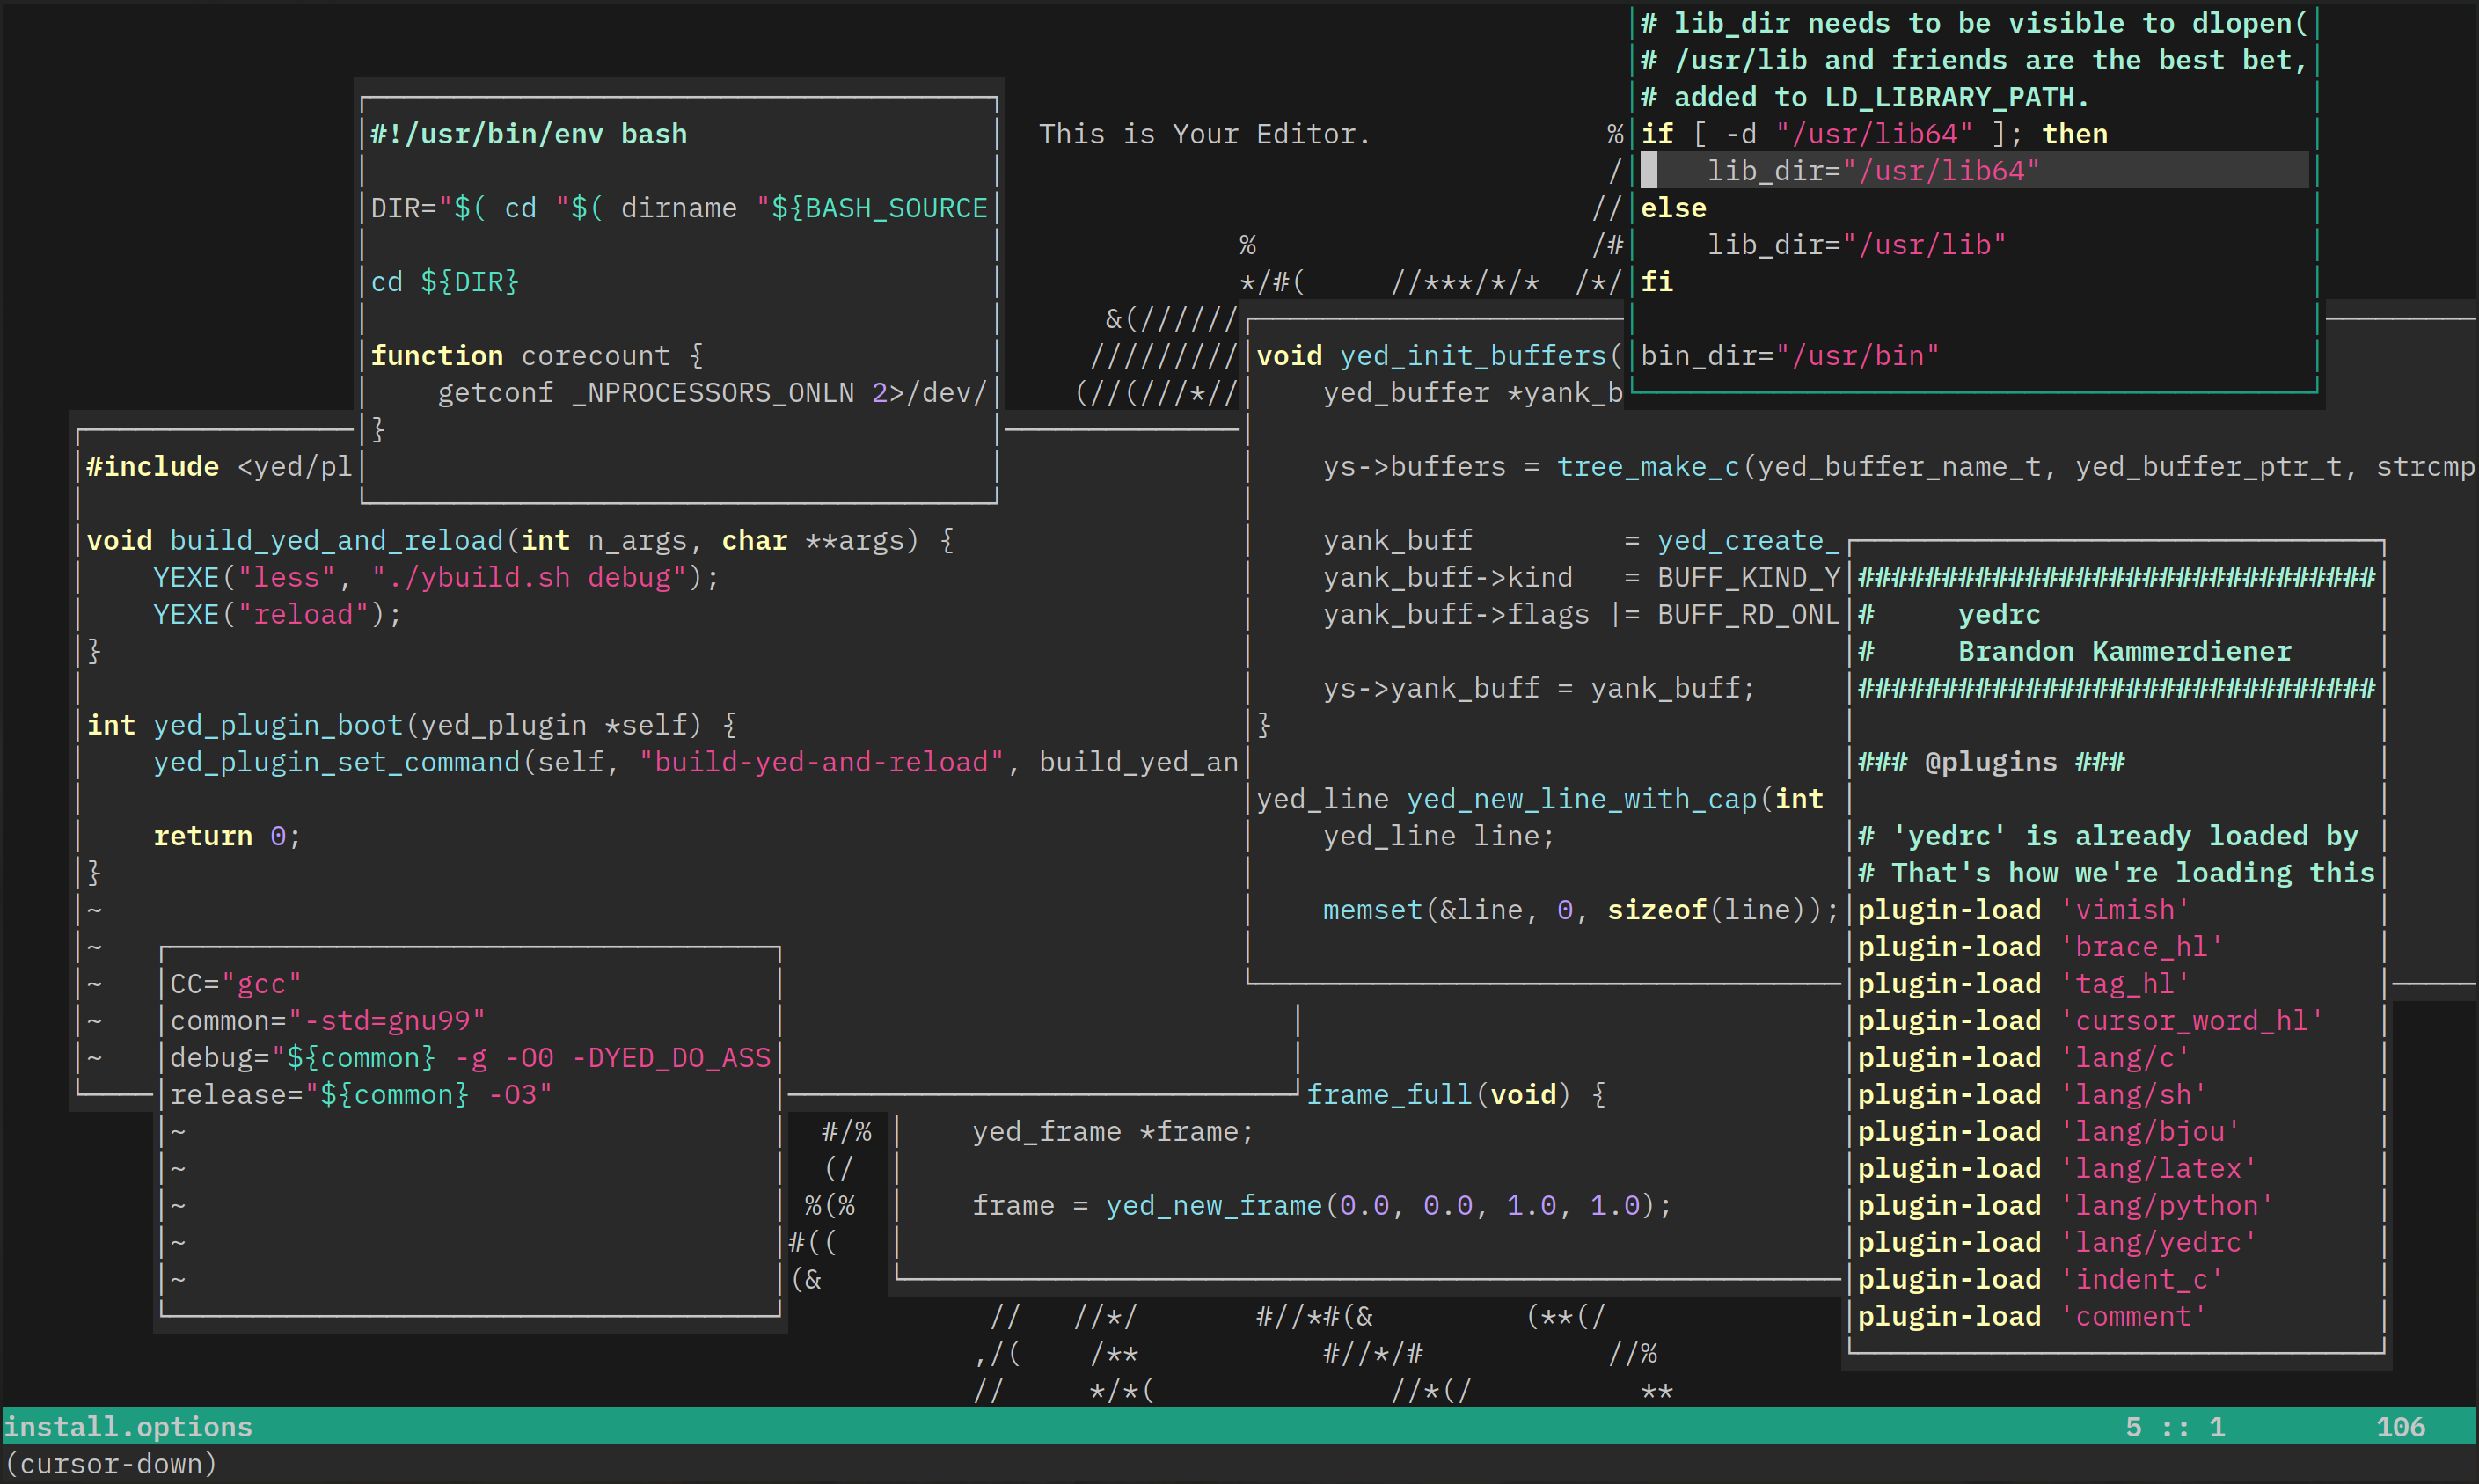 # lib_dir needs to be visible to dlopen(
# /usr/lib and friends are the best bet,
# added to LD_LIBRARY_PATH.
if [ -d "/usr/lib64" ]; then
    lib_dir="/usr/lib64"
else
    lib_dir="/usr/lib"
fi
bin_dir="/usr/bin"
#!/usr/bin/env bash
DIR="$( cd "$( dirname "${BASH_SOURCE
cd ${DIR}
function corecount {
    getconf _NPROCESSORS_ONLN 2>/dev/
}
This is Your Editor.
%
/
//
%                    /#
*/#(     //***/*/*  /*/
&(//////
/////////
(//(///*//
#include <yed/pl
void build_yed_and_reload(int n_args, char **args) {
    YEXE("less", "./ybuild.sh debug");
    YEXE("reload");
}
int yed_plugin_boot(yed_plugin *self) {
    yed_plugin_set_command(self, "build-yed-and-reload", build_yed_an
    return 0;
}
~
~
~
~
~
void yed_init_buffers(
    yed_buffer *yank_b
    ys->buffers = tree_make_c(yed_buffer_name_t, yed_buffer_ptr_t, strcmp
    yank_buff         = yed_create_
    yank_buff->kind   = BUFF_KIND_Y
    yank_buff->flags |= BUFF_RD_ONL
    ys->yank_buff = yank_buff;
}
yed_line yed_new_line_with_cap(int
    yed_line line;
    memset(&line, 0, sizeof(line));
###############################
#     yedrc
#     Brandon Kammerdiener
###############################
### @plugins ###
# 'yedrc' is already loaded by
# That's how we're loading this
plugin-load 'vimish'
plugin-load 'brace_hl'
plugin-load 'tag_hl'
plugin-load 'cursor_word_hl'
plugin-load 'lang/c'
plugin-load 'lang/sh'
plugin-load 'lang/bjou'
plugin-load 'lang/latex'
plugin-load 'lang/python'
plugin-load 'lang/yedrc'
plugin-load 'indent_c'
plugin-load 'comment'
CC="gcc"
common="-std=gnu99"
debug="${common} -g -O0 -DYED_DO_ASS
release="${common} -O3"
~
~
~
~
~
#/%
(/
%(%
#((
(&
frame_full(void) {
    yed_frame *frame;
    frame = yed_new_frame(0.0, 0.0, 1.0, 1.0);
//   //*/       #//*#(&         (**(/
,/(    /**           #//*/#           //%
//     */*(              //*(/          **
install.options 5 :: 1 106
(cursor-down)